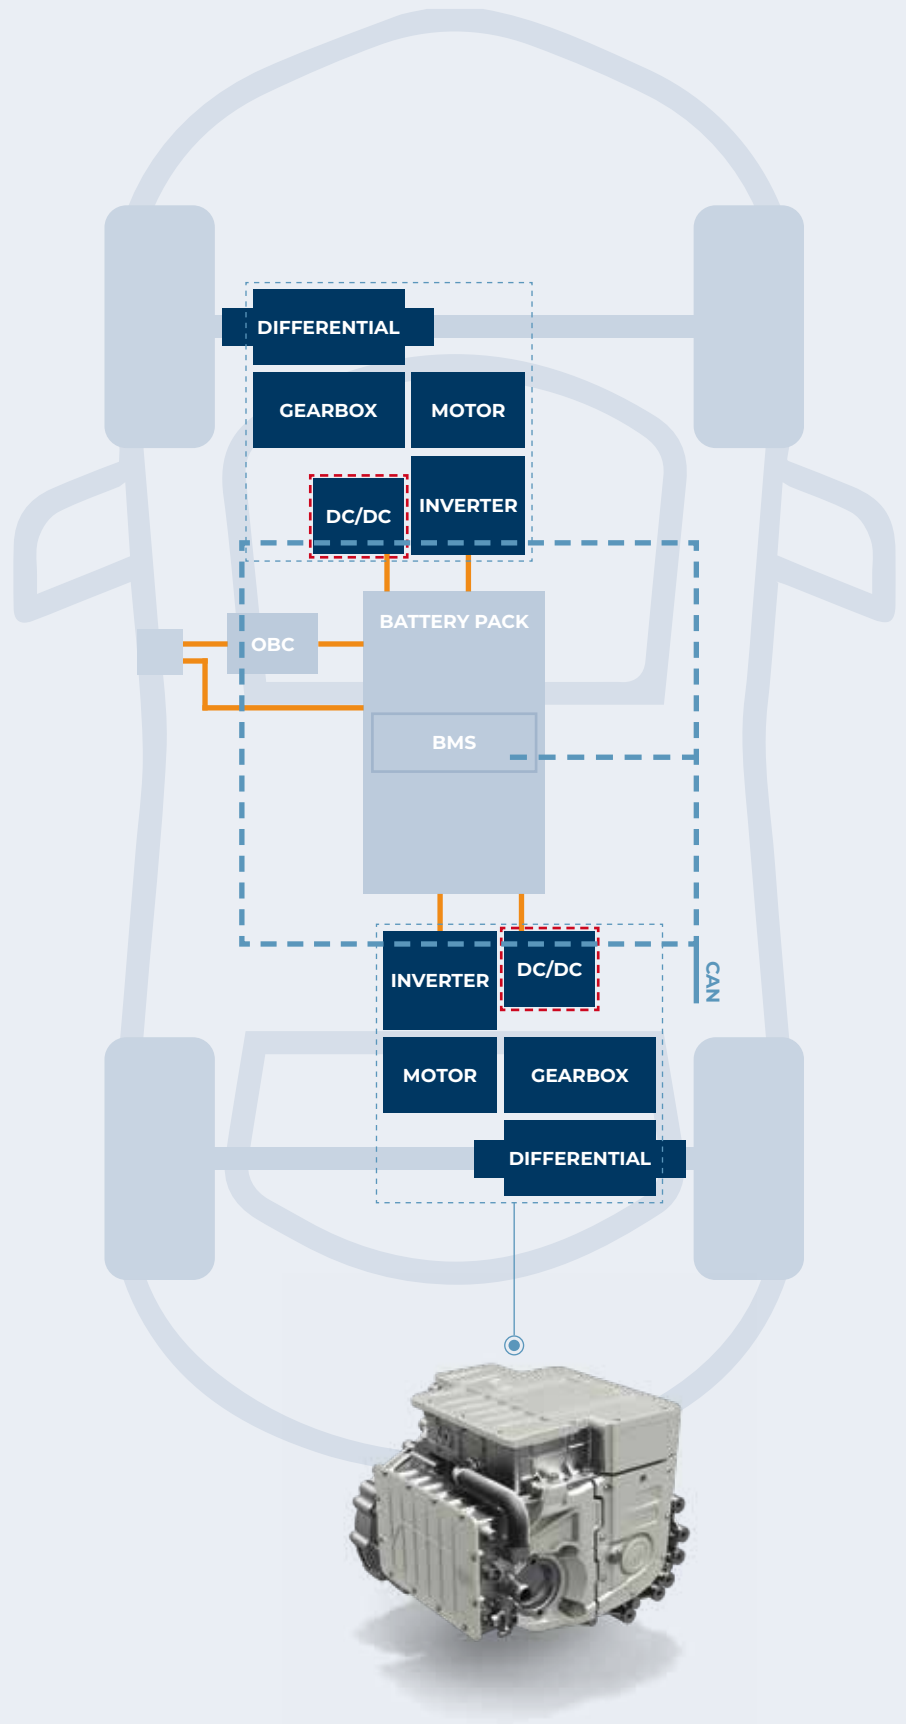 DIFFERENTIAL
GEARBOX
MOTOR
DC/DC
INVERTER
BATTERY PACK
OBC
BMS
INVERTER
DC/DC
CAN
MOTOR
GEARBOX
DIFFERENTIAL